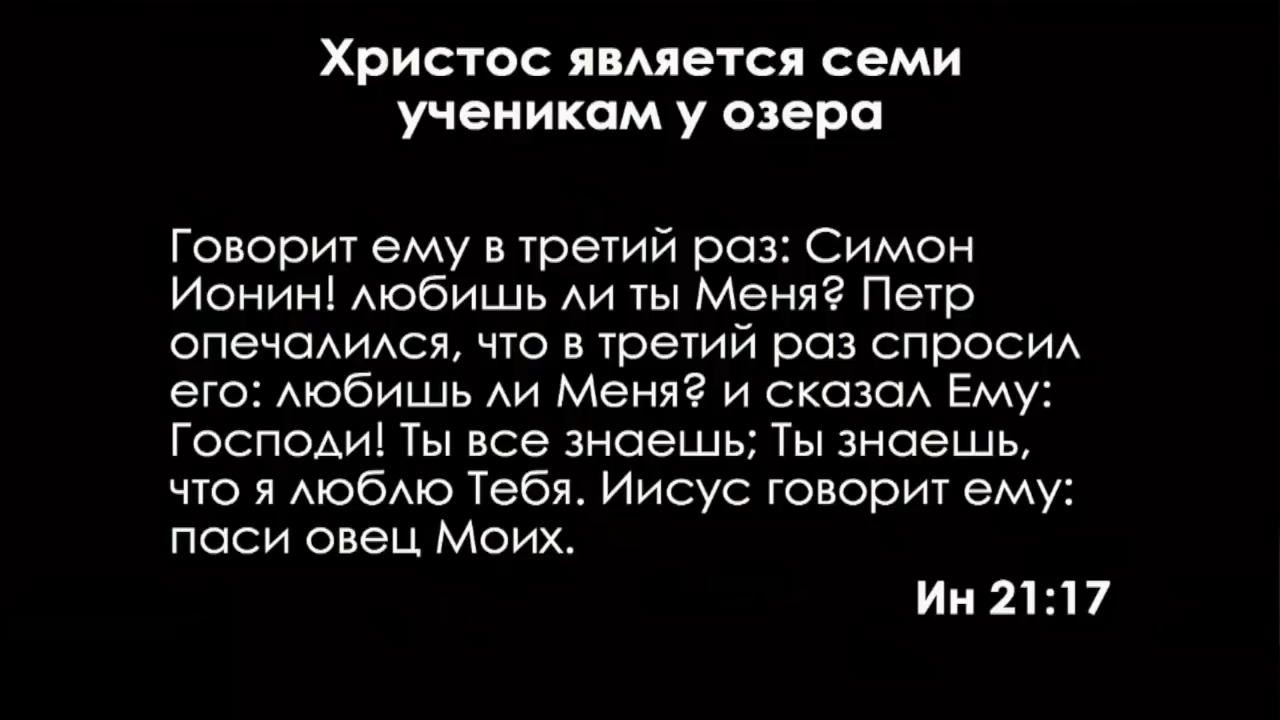 Христос является семи
ученикам у озера
Говорит ему в третий раз: Симон
Ионин! любишь ли ты Меня? Петр
опечалился, что в третий раз спросил
его: любишь ли Меня? и сказал Ему:
Господи! Ты все знаешь; Ты знаешь,
что я люблю Тебя. Иисус говорит ему:
паси овец Моих.
Ин 21:17